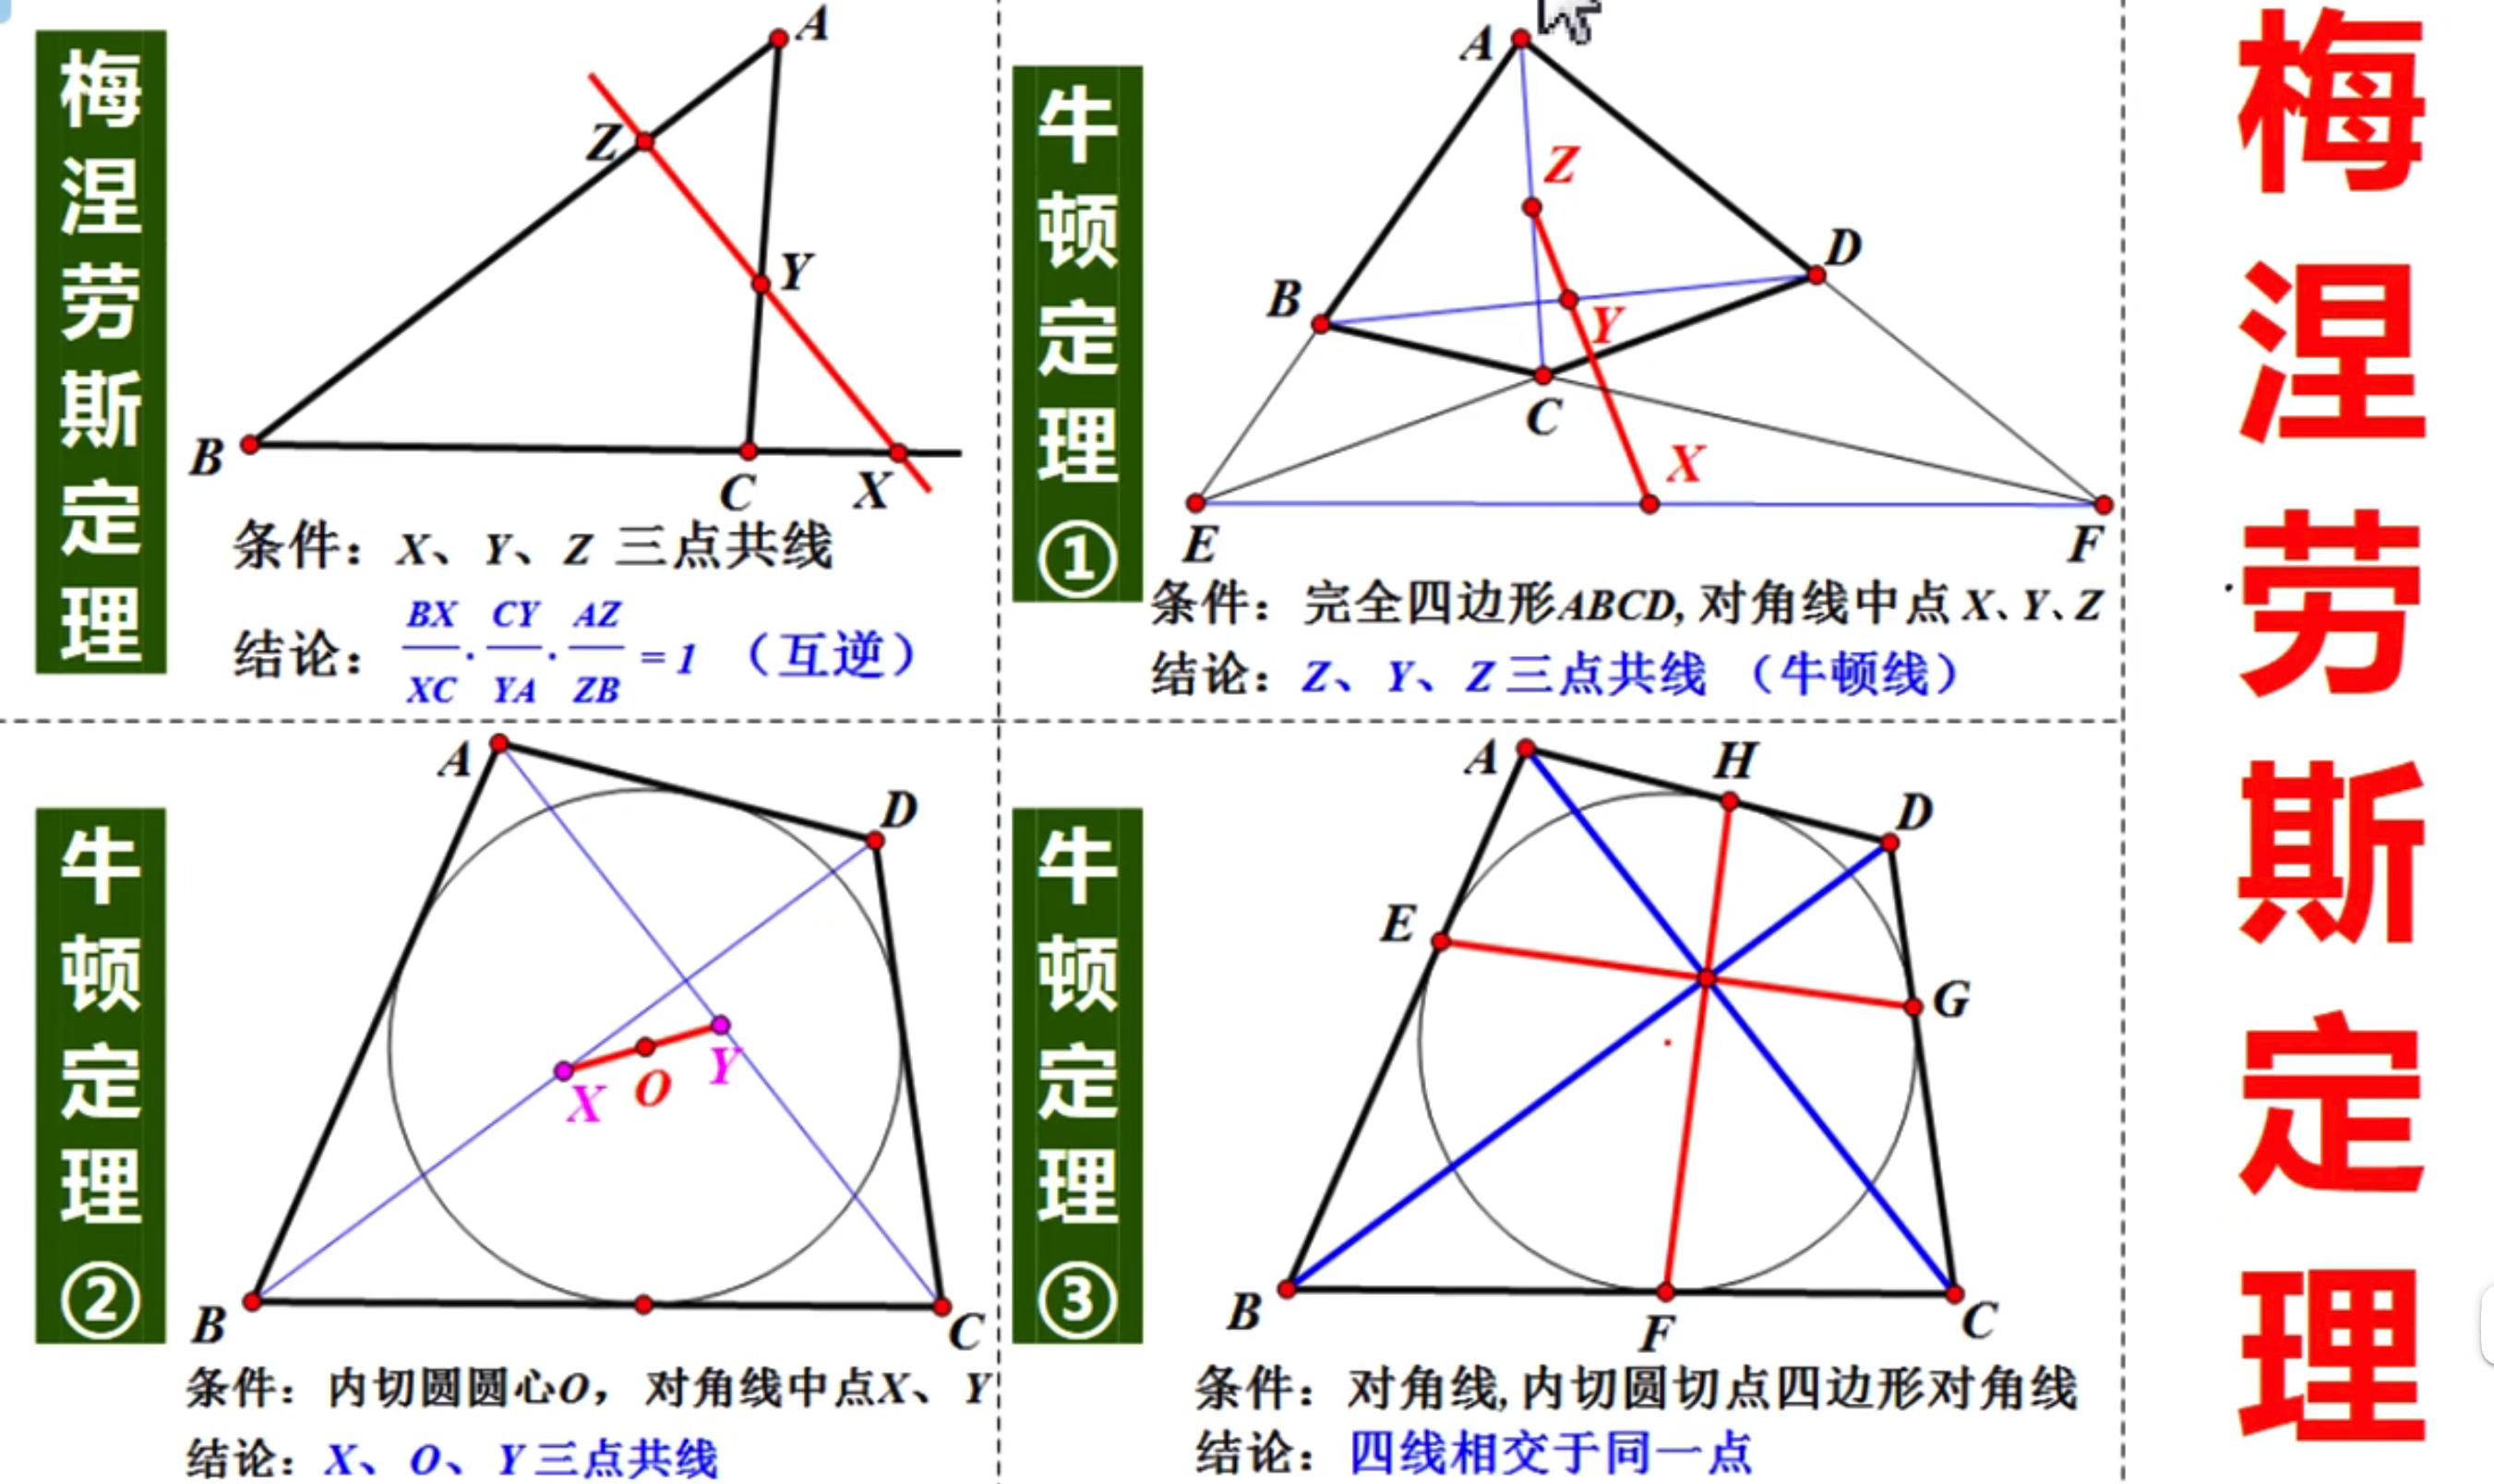 梅涅劳斯定理
A
Z
Y
B
C
X
条件：X、Y、Z 三点共线
结论：BX/XC · CY/YA · AZ/ZB = 1 （互逆）
牛顿定理①
A
Z
D
B
Y
C
X
E
F
条件：完全四边形ABCD, 对角线中点 X、Y、Z
结论：Z、Y、Z 三点共线 （牛顿线）
牛顿定理②
A
D
Y
X
O
B
C
条件：内切圆圆心O，对角线中点X、Y
结论：X、O、Y 三点共线
牛顿定理③
A
H
D
E
G
B
F
C
条件：对角线, 内切圆切点四边形对角线
结论：四线相交于同一点
梅涅劳斯定理